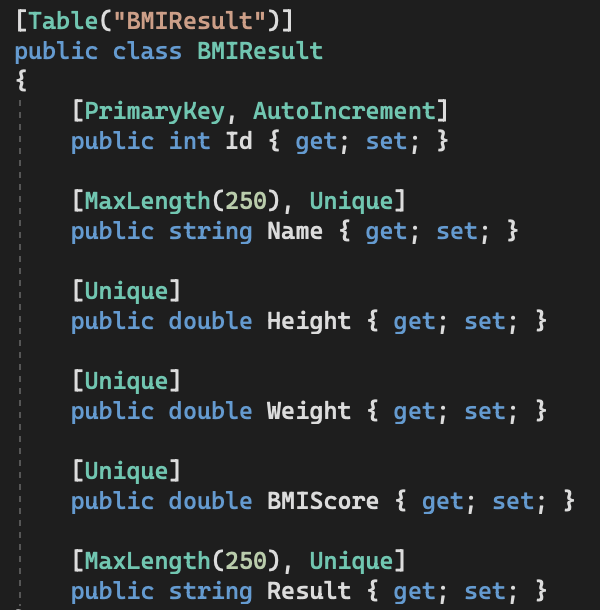 [Table("BMIResult")]
public class BMIResult
{
[PrimaryKey, AutoIncrement]
public int Id { get; set; }
[MaxLength(250), Unique]
public string Name { get; set; }
[Unique]
public double Height { get; set; }
[Unique]
public double Weight { get; set; }
[Unique]
public double BMIScore { get; set; }
[MaxLength(250), Unique]
public string Result { get; set; }